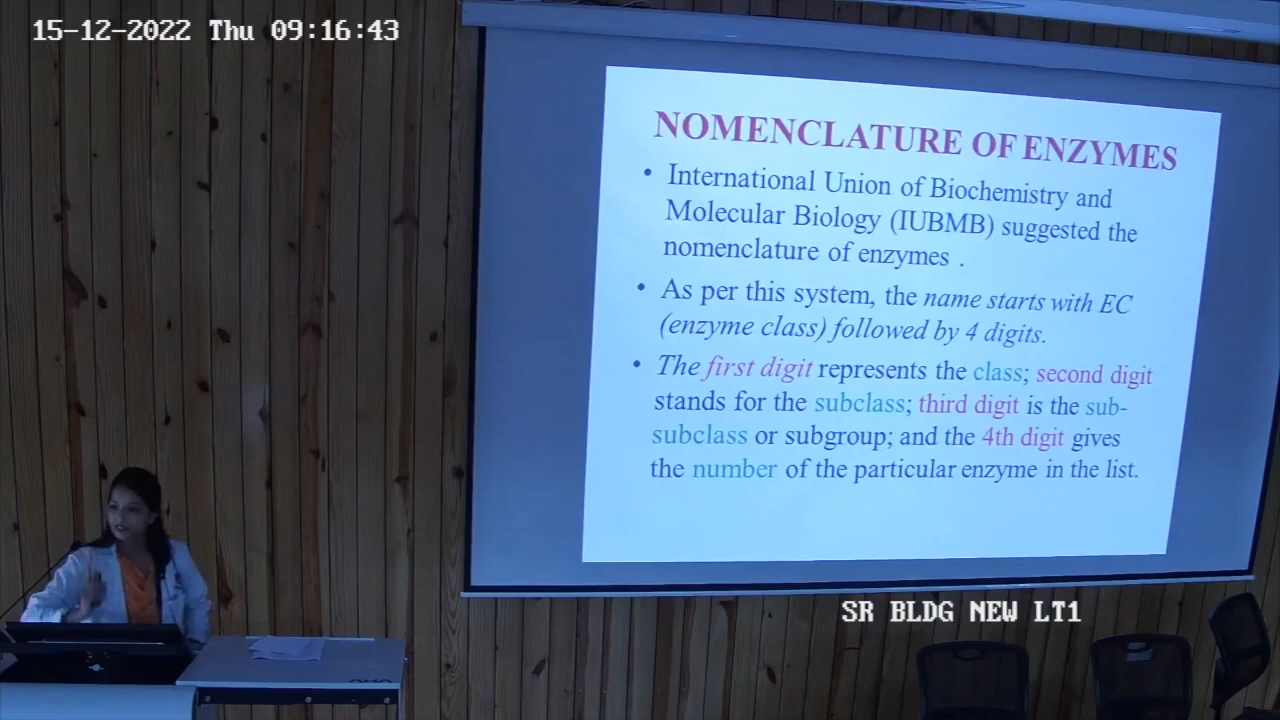 15-12-2022 Thu 09:16:43
NOMENCLATURE OF ENZYMES
• International Union of Biochemistry and
Molecular Biology (IUBMB) suggested the
nomenclature of enzymes .
• As per this system, the name starts with EC
(enzyme class) followed by 4 digits.
• The first digit represents the class; second digit
stands for the subclass; third digit is the sub-
subclass or subgroup; and the 4th digit gives
the number of the particular enzyme in the list.
SR BLDG NEW LT1